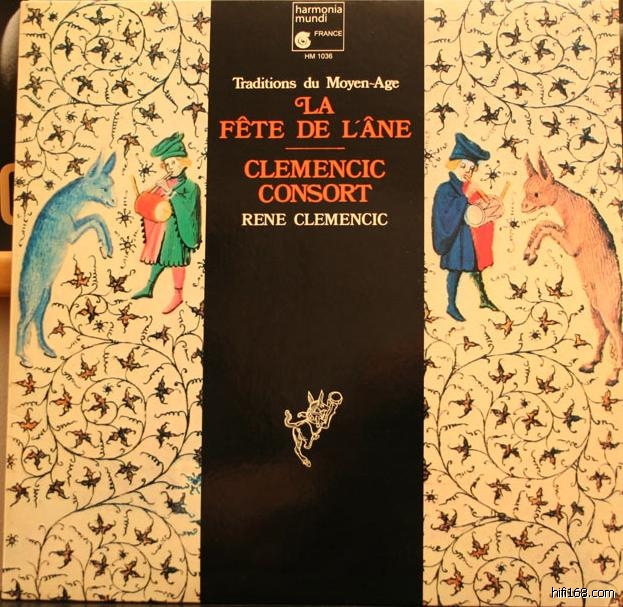 harmonia
mundi
FRANCE
HM 1036
Traditions du Moyen-Age
LA
FÊTE DE L'ÂNE
CLEMENCIC
CONSORT
RENE CLEMENCIC
hifi168.com